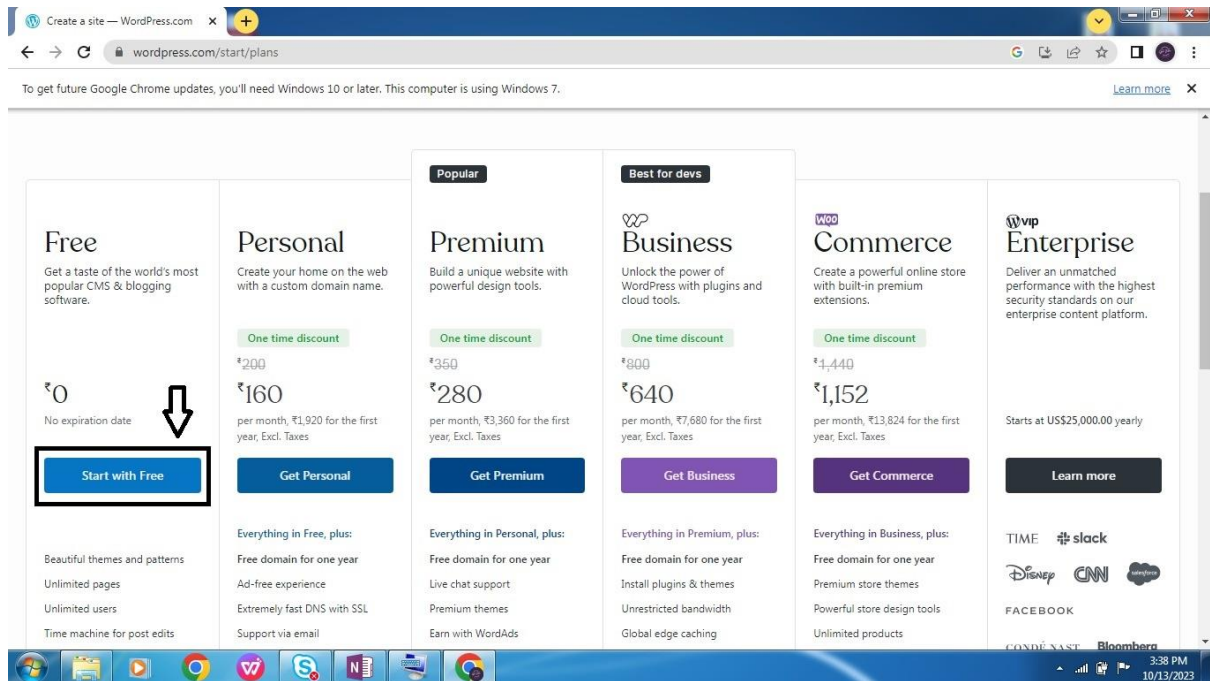 Create a site — WordPress.com
wordpress.com/start/plans
To get future Google Chrome updates, you'll need Windows 10 or later. This computer is using Windows 7.
Learn more
Free
Get a taste of the world's most
popular CMS & blogging
software.
₹0
No expiration date
Start with Free
Beautiful themes and patterns
Unlimited pages
Unlimited users
Time machine for post edits
Personal
Create your home on the web
with a custom domain name.
One time discount
₹200
₹160
per month, ₹1,920 for the first
year, Excl. Taxes
Get Personal
Everything in Free, plus:
Free domain for one year
Ad-free experience
Extremely fast DNS with SSL
Support via email
Popular
Premium
Build a unique website with
powerful design tools.
One time discount
₹350
₹280
per month, ₹3,360 for the first
year, Excl. Taxes
Get Premium
Everything in Personal, plus:
Free domain for one year
Live chat support
Premium themes
Earn with WordAds
Best for devs
Business
Unlock the power of
WordPress with plugins and
cloud tools.
One time discount
₹800
₹640
per month, ₹7,680 for the first
year, Excl. Taxes
Get Business
Everything in Premium, plus:
Free domain for one year
Install plugins & themes
Unrestricted bandwidth
Global edge caching
Woo
Commerce
Create a powerful online store
with built-in premium
extensions.
One time discount
₹1,440
₹1,152
per month, ₹13,824 for the first
year, Excl. Taxes
Get Commerce
Everything in Business, plus:
Free domain for one year
Premium store themes
Powerful store design tools
Unlimited products
vip
Enterprise
Deliver an unmatched
performance with the highest
security standards on our
enterprise content platform.
Starts at US$25,000.00 yearly
Learn more
TIME slack
Disney CNN salesforce
FACEBOOK
CONDÉ NAST Bloomberg
3:38 PM
10/13/2023